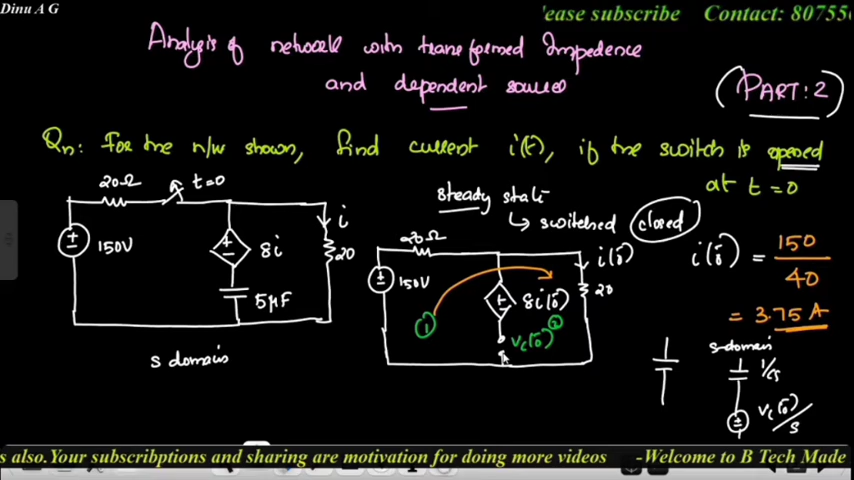 Dinu A G
'ease subscribe Contact: 80755
Analysis of network with transformed Impedence
and dependent source
(PART: 2)
Qn: For the n/w shown, find current i(t), if the switch is opened
at t = 0
20Ω t=0
150V
8i
5μF
i
20
s domain
steady state
↳ switched closed
20Ω
150V
8i(0⁻)
i(0⁻)
20
①
Vc(0⁻) ②
i(0⁻) = 150/40
= 3.75 A
s-domain
1/Cs
Vc(0⁻)/s
s also.Your subscribptions and sharing are motivation for doing more videos -Welcome to B Tech Made